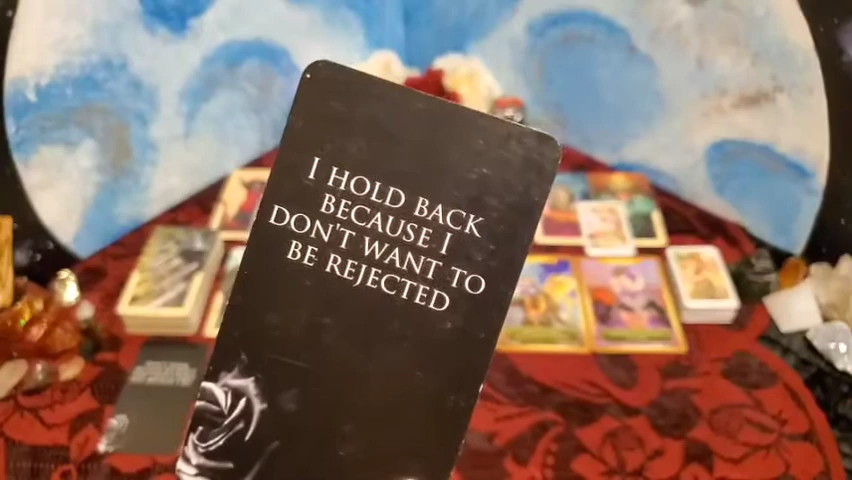 I HOLD BACK
BECAUSE I
DON'T WANT TO
BE REJECTED